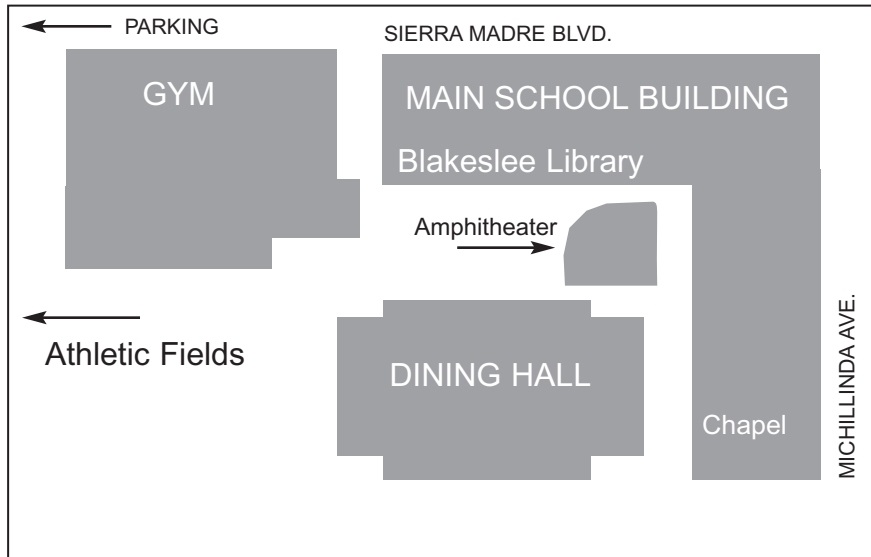 PARKING
SIERRA MADRE BLVD.
GYM
MAIN SCHOOL BUILDING
Blakeslee Library
Amphitheater
Athletic Fields
DINING HALL
Chapel
MICHILLINDA AVE.